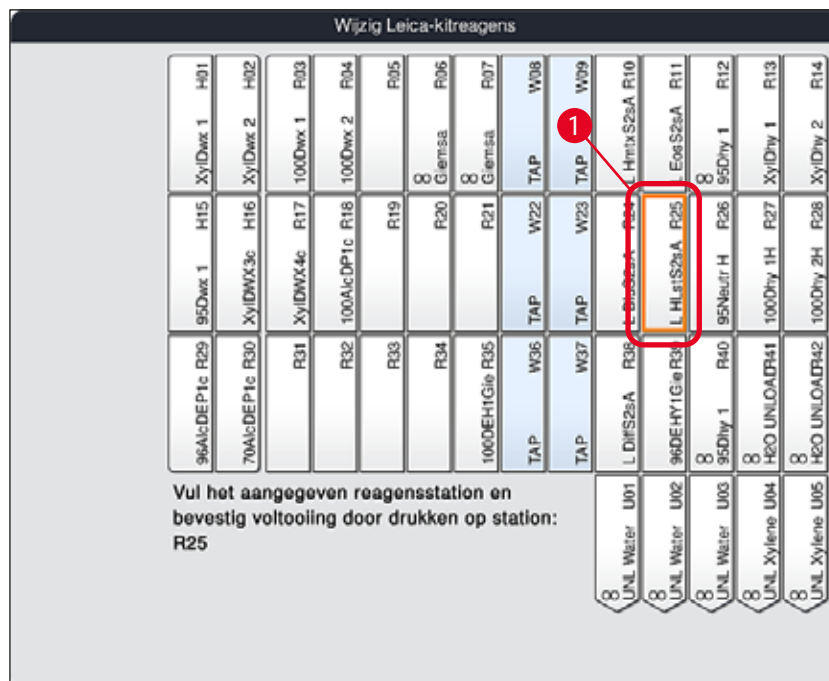 Wijzig Leica-kitreagens
XylDwx 1 H01
XylDwx 2 H02
100Dwx 1 R03
100Dwx 2 R04
R05
∞ Giemsa R06
∞ Giemsa R07
TAP W08
TAP W09
1
L HmtxS2sA R10
L EosS2sA R11
∞ 95Dhy 1 R12
XylDhy 1 R13
XylDhy 2 R14
95Dwx 1 H15
XylDWX3c H16
XylDWX4c R17
100AlcDP1c R18
R19
R20
R21
TAP W22
TAP W23
L R24
L HLstS2sA R25
95Neutr H R26
100Dhy 1H R27
100Dhy 2H R28
96AlcDEP1c R29
70AlcDEP1c R30
R31
R32
R33
R34
100DEH1Gie R35
TAP W36
TAP W37
L DiffS2sA R38
96DEHY1Gie R39
∞ 95Dhy 1 R40
∞ H2O UNLOADR41
∞ H2O UNLOADR42
Vul het aangegeven reagensstation en
bevestig voltooiing door drukken op station:
R25
∞ UNL Water U01
∞ UNL Water U02
∞ UNL Water U03
∞ UNL Xylene U04
∞ UNL Xylene U05